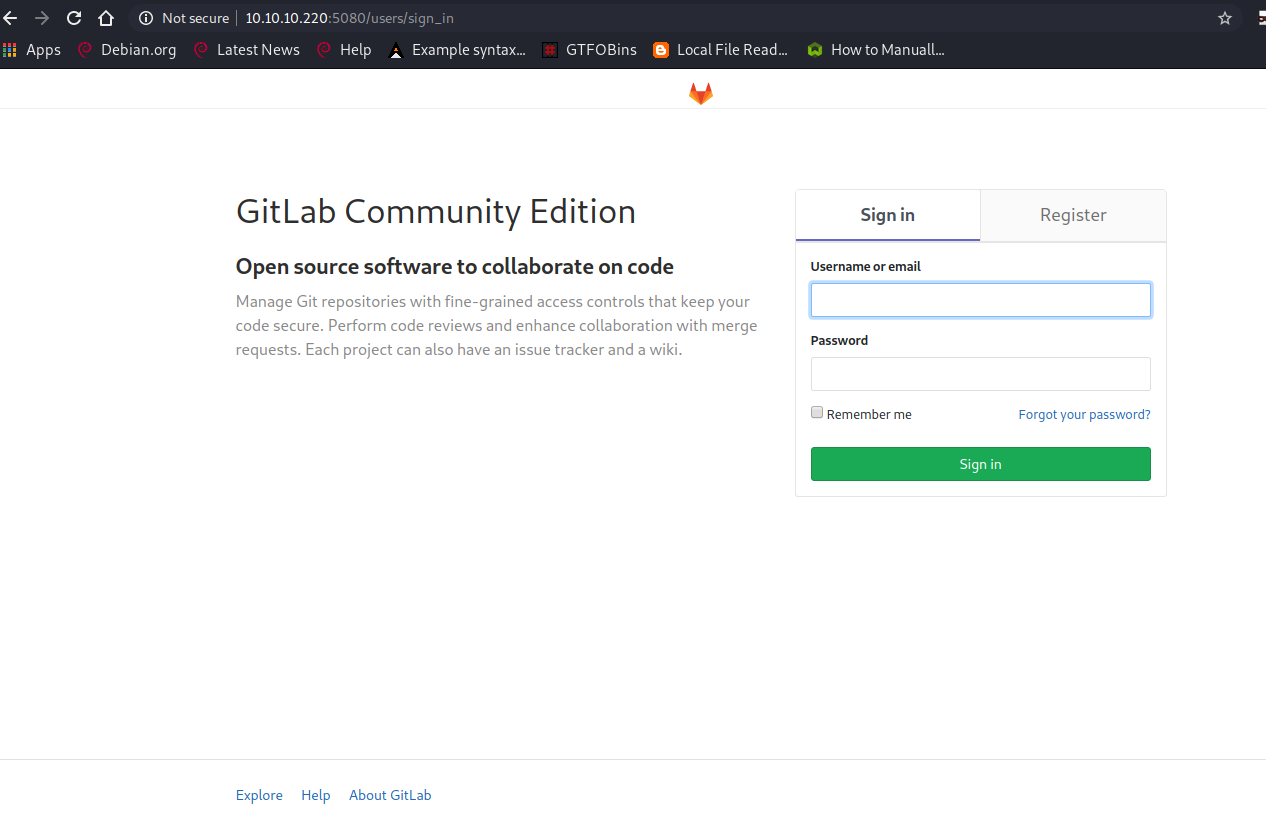 Not secure | 10.10.10.220:5080/users/sign_in
Apps Debian.org Latest News Help Example syntax... GTFOBins Local File Read... How to Manuall...
GitLab Community Edition
Open source software to collaborate on code
Manage Git repositories with fine-grained access controls that keep your
code secure. Perform code reviews and enhance collaboration with merge
requests. Each project can also have an issue tracker and a wiki.
Sign in Register
Username or email
Password
Remember me Forgot your password?
Sign in
Explore Help About GitLab